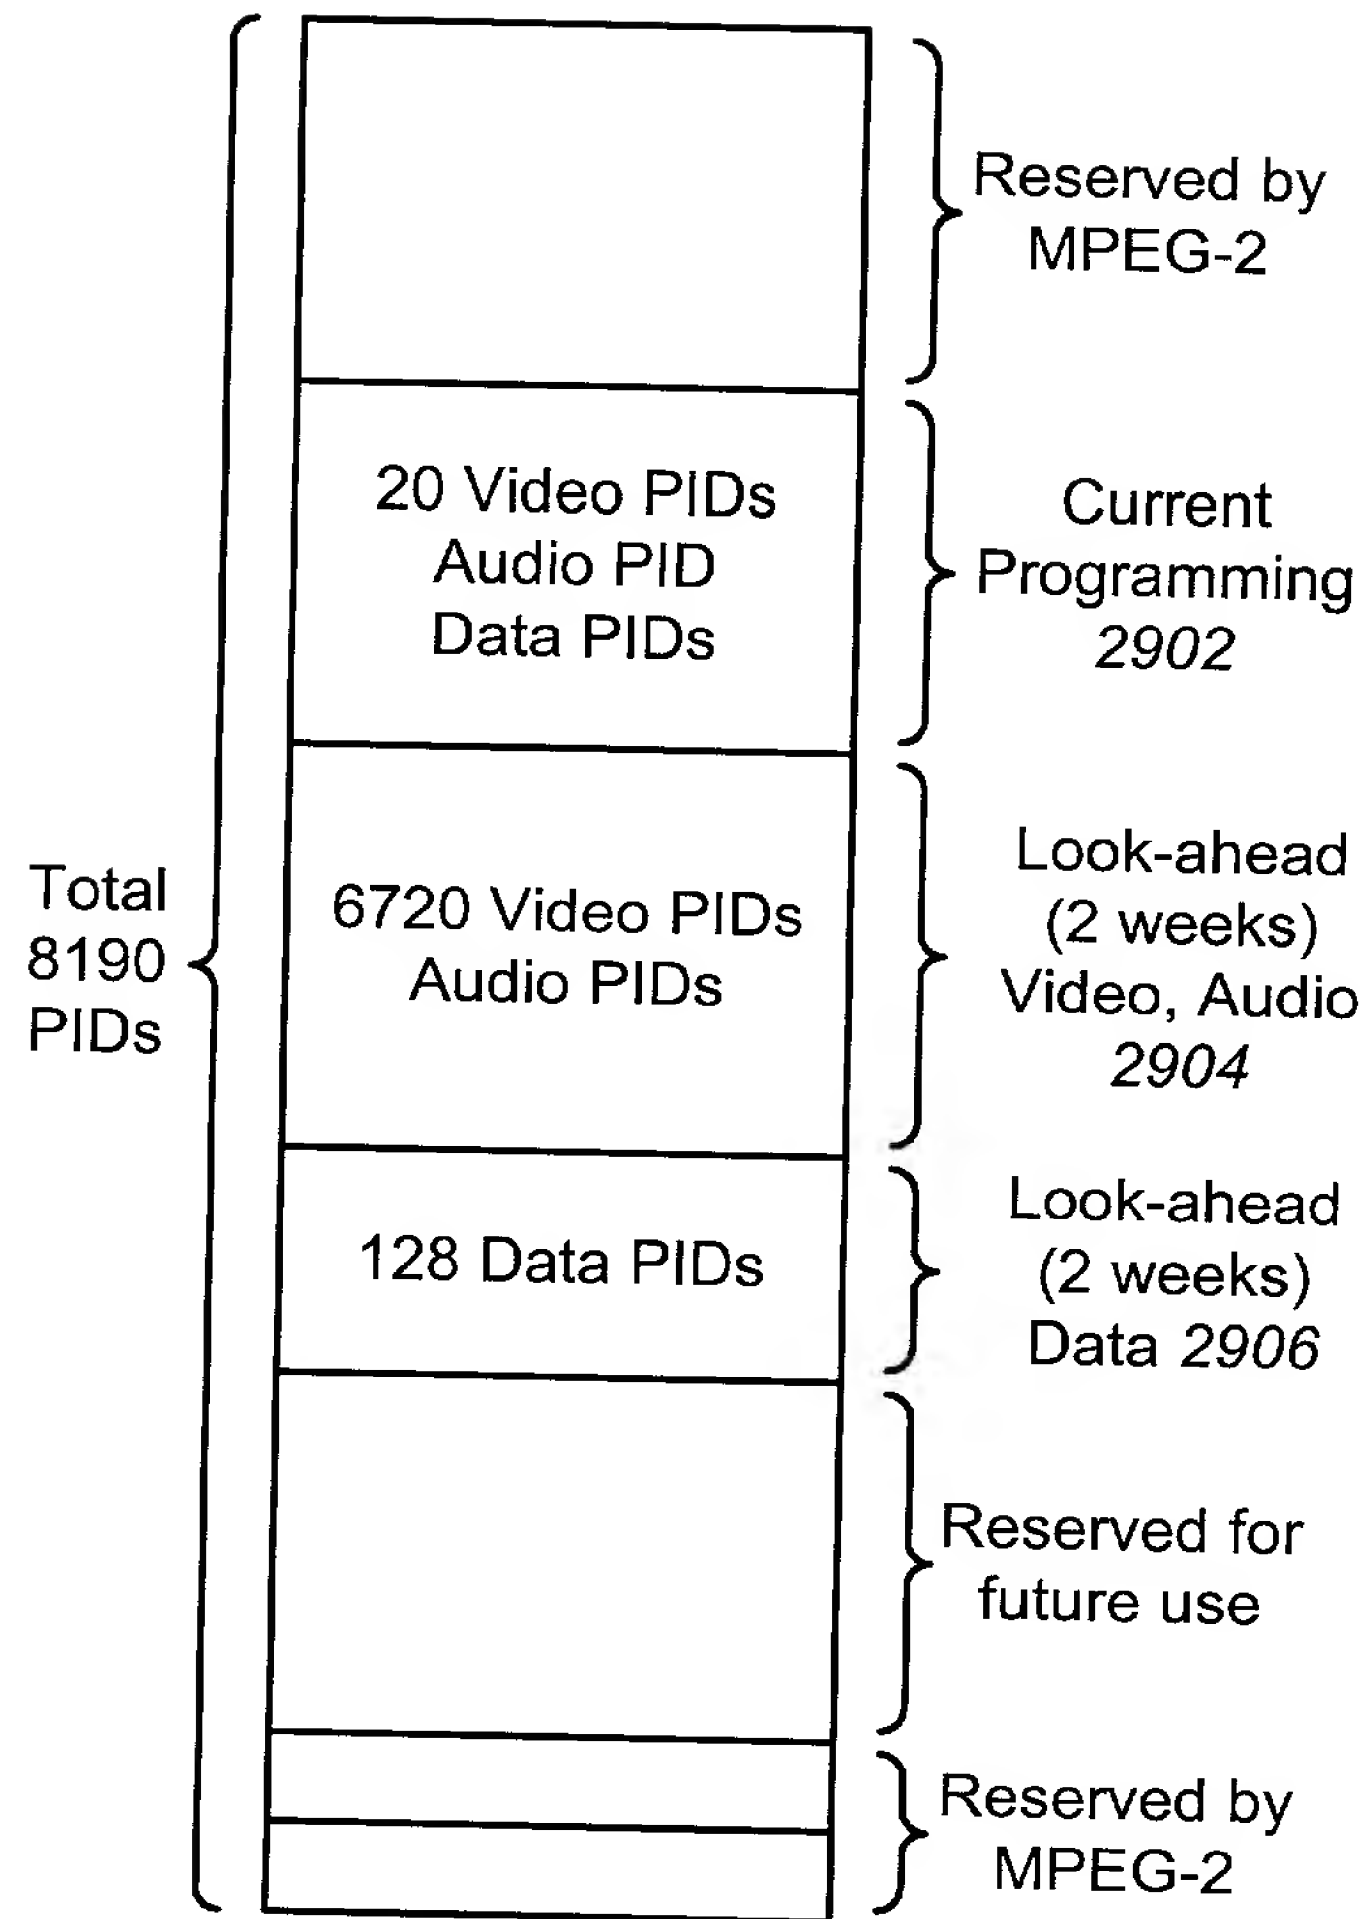 Reserved by
MPEG-2
20 Video PIDs
Audio PID
Data PIDs
Current
Programming
2902
Total
8190
PIDs
6720 Video PIDs
Audio PIDs
Look-ahead
(2 weeks)
Video, Audio
2904
128 Data PIDs
Look-ahead
(2 weeks)
Data 2906
Reserved for
future use
Reserved by
MPEG-2